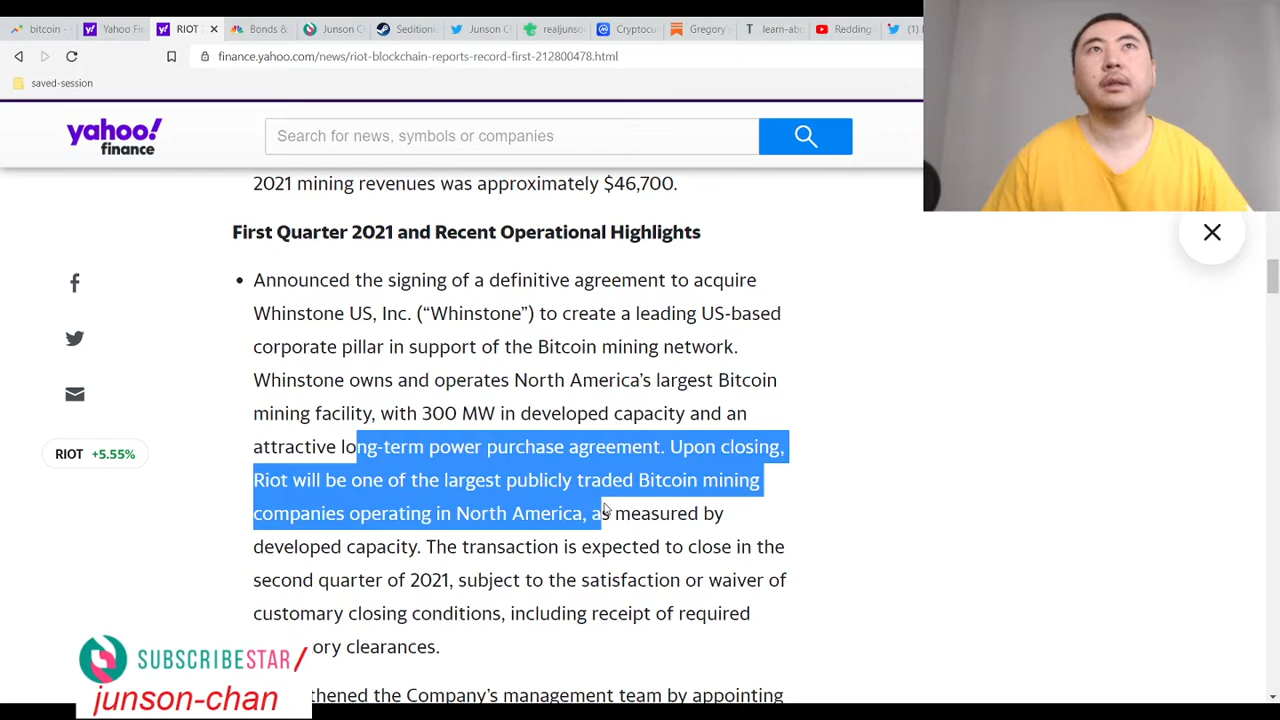 bitcoin -
Yahoo Fin
RIOT
Bonds &
Junson C
Sedition
Junson C
realjunso
Cryptocu
Gregory
learn-abo
Redding
(1)
finance.yahoo.com/news/riot-blockchain-reports-record-first-212800478.html
saved-session
yahoo!
finance
Search for news, symbols or companies
2021 mining revenues was approximately $46,700.
First Quarter 2021 and Recent Operational Highlights
• Announced the signing of a definitive agreement to acquire
Whinstone US, Inc. (“Whinstone”) to create a leading US-based
corporate pillar in support of the Bitcoin mining network.
Whinstone owns and operates North America’s largest Bitcoin
mining facility, with 300 MW in developed capacity and an
attractive long-term power purchase agreement. Upon closing,
Riot will be one of the largest publicly traded Bitcoin mining
companies operating in North America, as measured by
developed capacity. The transaction is expected to close in the
second quarter of 2021, subject to the satisfaction or waiver of
customary closing conditions, including receipt of required
ory clearances.
thened the Company’s management team by appointing
RIOT +5.55%
SUBSCRIBESTAR/
junson-chan